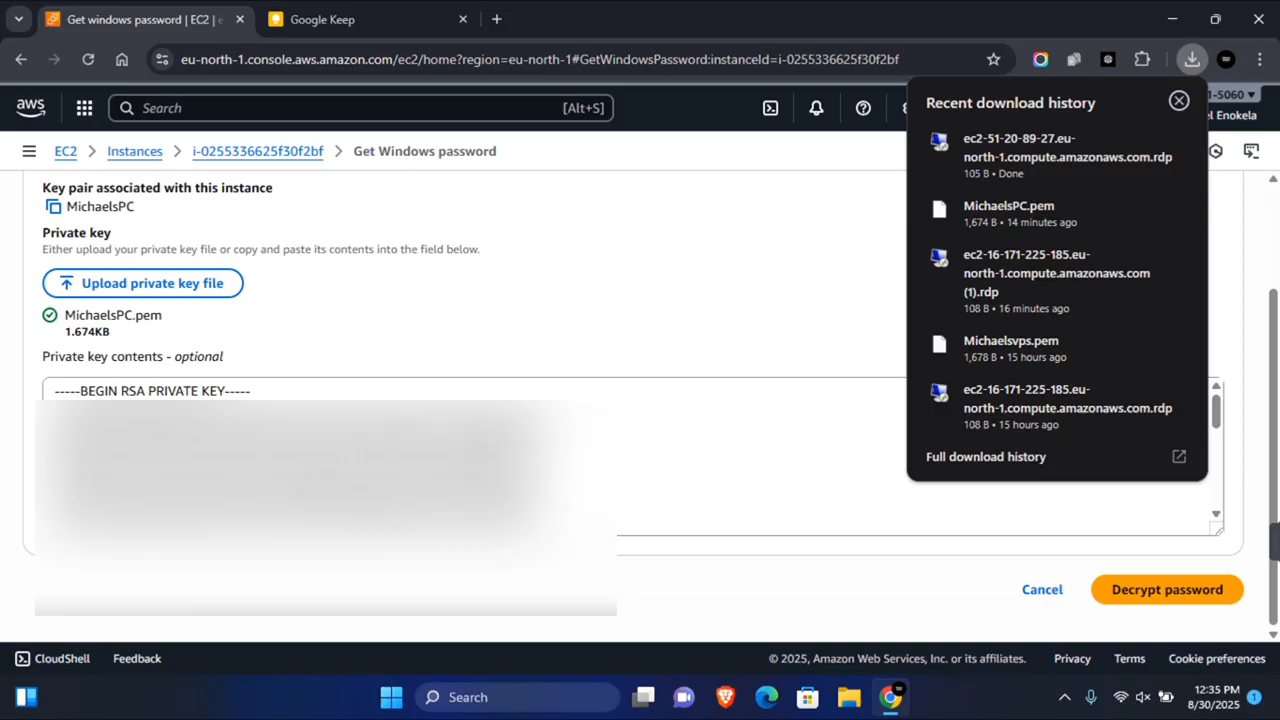 Get windows password | EC2 | e
Google Keep
eu-north-1.console.aws.amazon.com/ec2/home?region=eu-north-1#GetWindowsPassword:instanceId=i-0255336625f30f2bf
aws
Search
[Alt+S]
1-5060
el Enokela
EC2
Instances
i-0255336625f30f2bf
Get Windows password
Key pair associated with this instance
MichaelsPC
Private key
Either upload your private key file or copy and paste its contents into the field below.
Upload private key file
MichaelsPC.pem
1.674KB
Private key contents - optional
-----BEGIN RSA PRIVATE KEY-----
Cancel
Decrypt password
Recent download history
ec2-51-20-89-27.eu-
north-1.compute.amazonaws.com.rdp
105 B • Done
MichaelsPC.pem
1,674 B • 14 minutes ago
ec2-16-171-225-185.eu-
north-1.compute.amazonaws.com
(1).rdp
108 B • 16 minutes ago
Michaelsvps.pem
1,678 B • 15 hours ago
ec2-16-171-225-185.eu-
north-1.compute.amazonaws.com.rdp
108 B • 15 hours ago
Full download history
CloudShell
Feedback
© 2025, Amazon Web Services, Inc. or its affiliates.
Privacy
Terms
Cookie preferences
Search
12:35 PM
8/30/2025
1